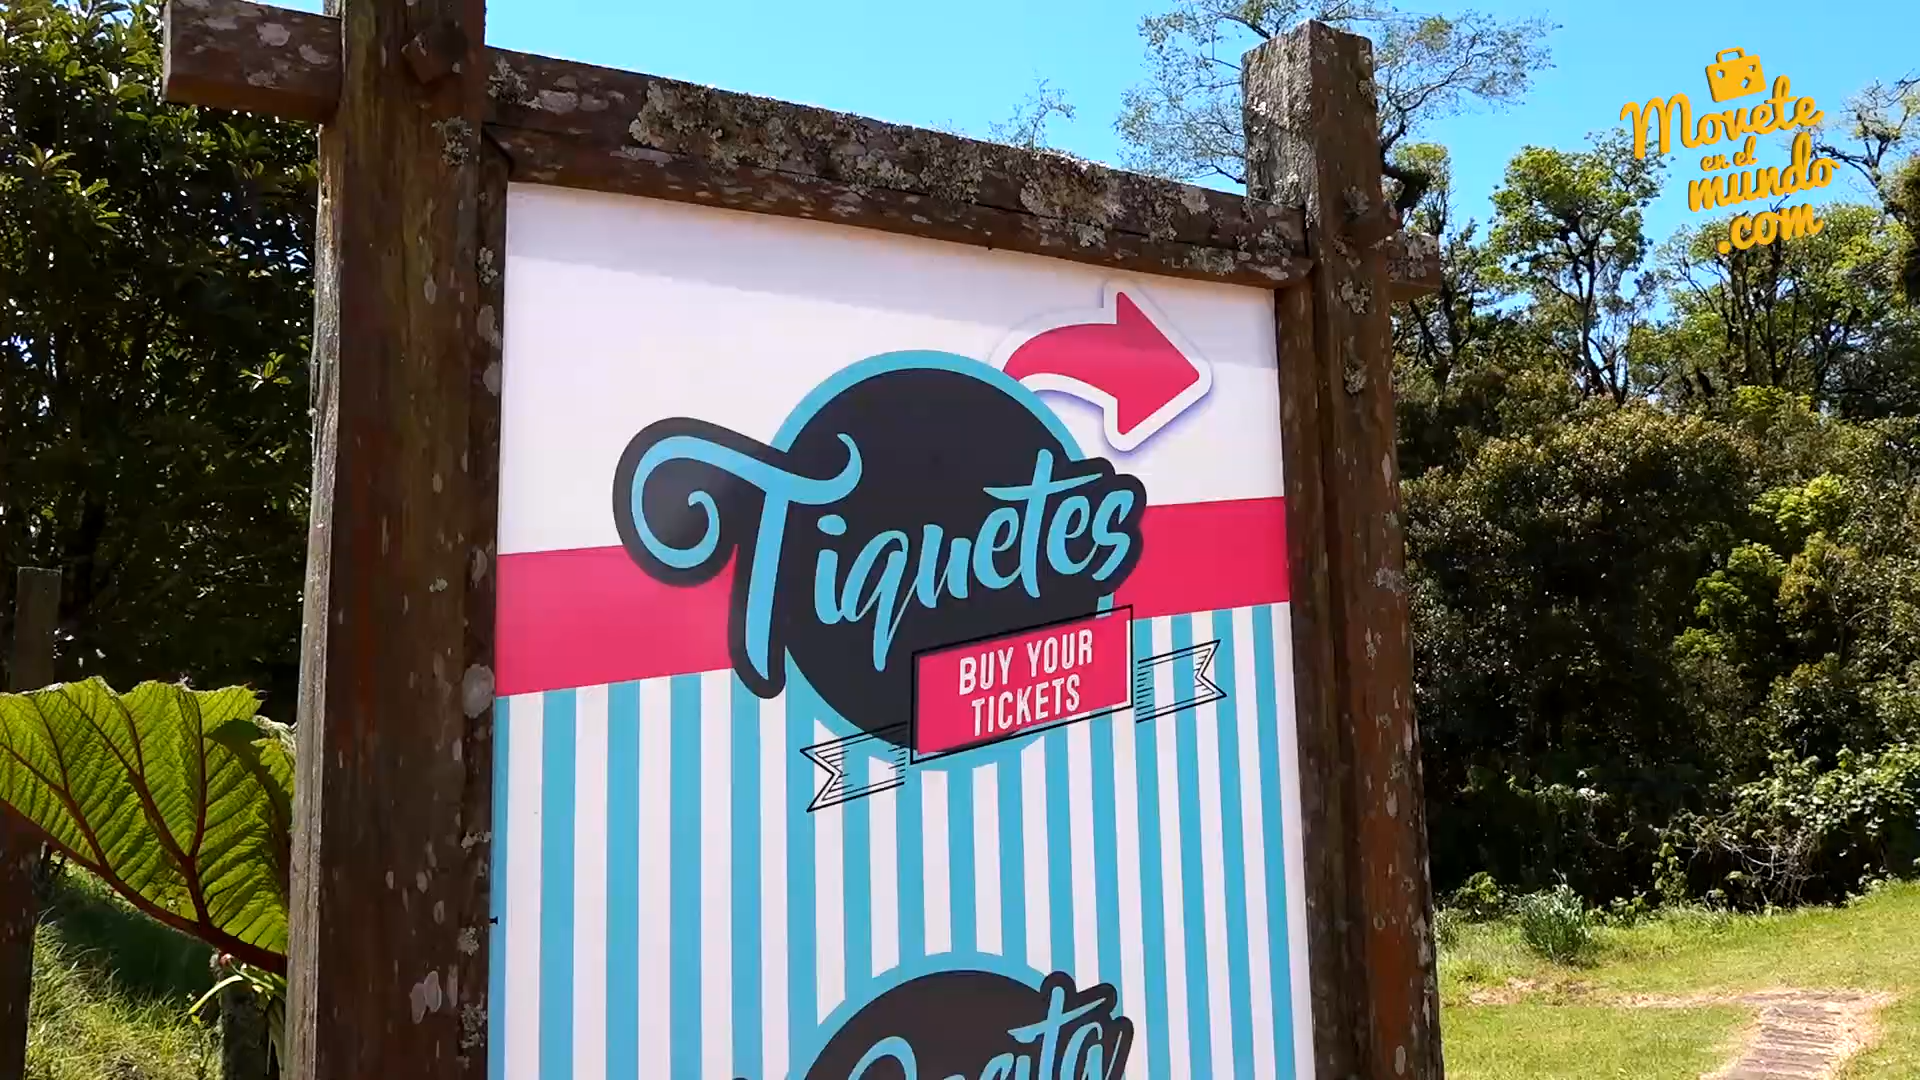 Movete
en el
mundo
.com
Tiquetes
BUY YOUR
TICKETS